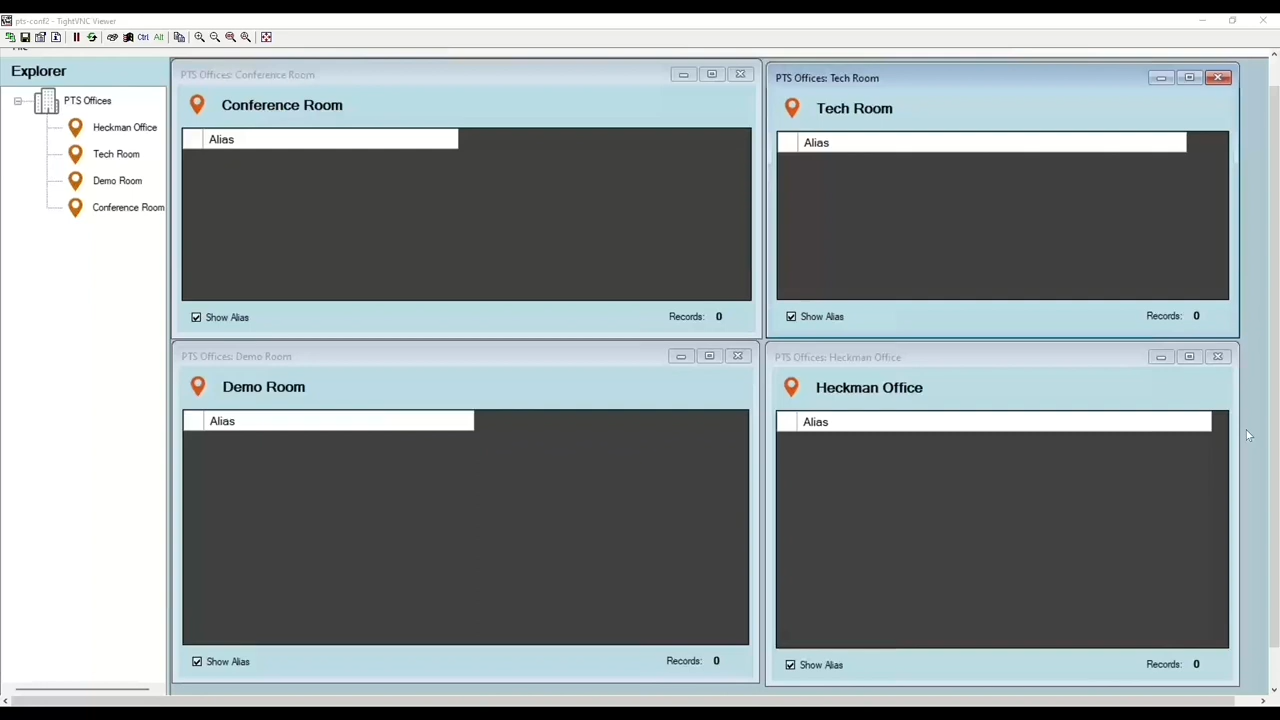 pts-conf2 - TightVNC Viewer
Ctrl Alt
Explorer
PTS Offices
Heckman Office
Tech Room
Demo Room
Conference Room
PTS Offices: Conference Room
Conference Room
Alias
Show Alias
Records: 0
PTS Offices: Tech Room
Tech Room
Alias
Show Alias
Records: 0
PTS Offices: Demo Room
Demo Room
Alias
Show Alias
Records: 0
PTS Offices: Heckman Office
Heckman Office
Alias
Show Alias
Records: 0